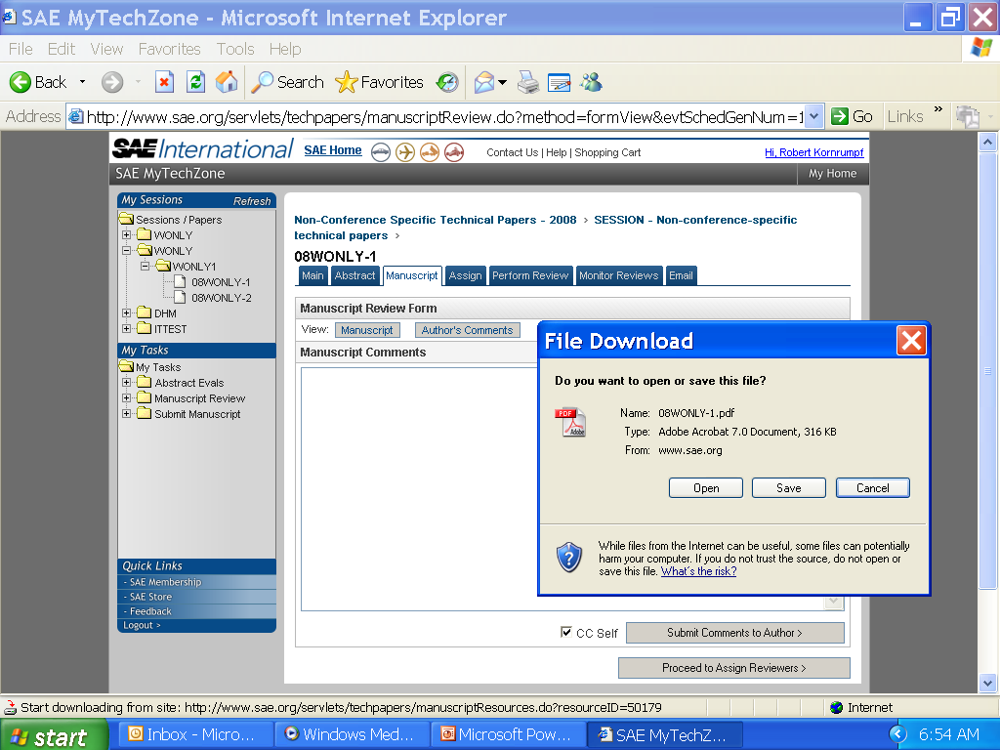 SAE MyTechZone - Microsoft Internet Explorer
File Edit View Favorites Tools Help
Back Search Favorites
Address http://www.sae.org/servlets/techpapers/manuscriptReview.do?method=formView&evtSchedGenNum=1 Go Links »
SAE International SAE Home Contact Us | Help | Shopping Cart Hi, Robert Kornrumpf
SAE MyTechZone My Home
My Sessions Refresh
Sessions / Papers
WONLY
WONLY
WONLY1
08WONLY-1
08WONLY-2
DHM
ITTEST
My Tasks
My Tasks
Abstract Evals
Manuscript Review
Submit Manuscript
Quick Links
- SAE Membership
- SAE Store
- Feedback
Logout >
Non-Conference Specific Technical Papers - 2008 > SESSION - Non-conference-specific
technical papers >
08WONLY-1
Main Abstract Manuscript Assign Perform Review Monitor Reviews Email
Manuscript Review Form
View: Manuscript Author's Comments
Manuscript Comments
File Download
Do you want to open or save this file?
PDF Adobe
Name: 08WONLY-1.pdf
Type: Adobe Acrobat 7.0 Document, 316 KB
From: www.sae.org
Open Save Cancel
While files from the Internet can be useful, some files can potentially
harm your computer. If you do not trust the source, do not open or
save this file. What's the risk?
CC Self Submit Comments to Author >
Proceed to Assign Reviewers >
Start downloading from site: http://www.sae.org/servlets/techpapers/manuscriptResources.do?resourceID=50179 Internet
start Inbox - Micro... Windows Med... Microsoft Pow... SAE MyTechZ... 6:54 AM